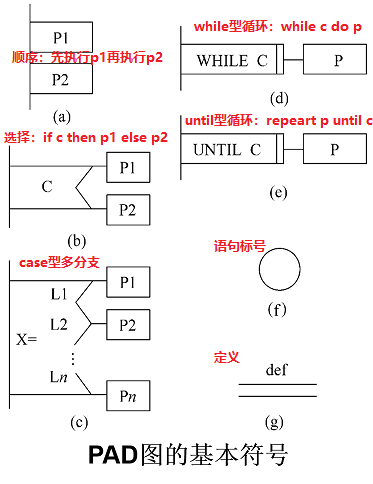 P1
顺序：先执行p1再执行p2
P2
(a)
选择：if c then p1 else p2
P1
C
P2
(b)
case型多分支
P1
L1
L2
P2
X=
⋮
Ln
Pn
(c)
while型循环：while c do p
WHILE C
P
(d)
until型循环：repeart p until c
UNTIL C
P
(e)
语句标号
(f)
定义
def
(g)
PAD图的基本符号